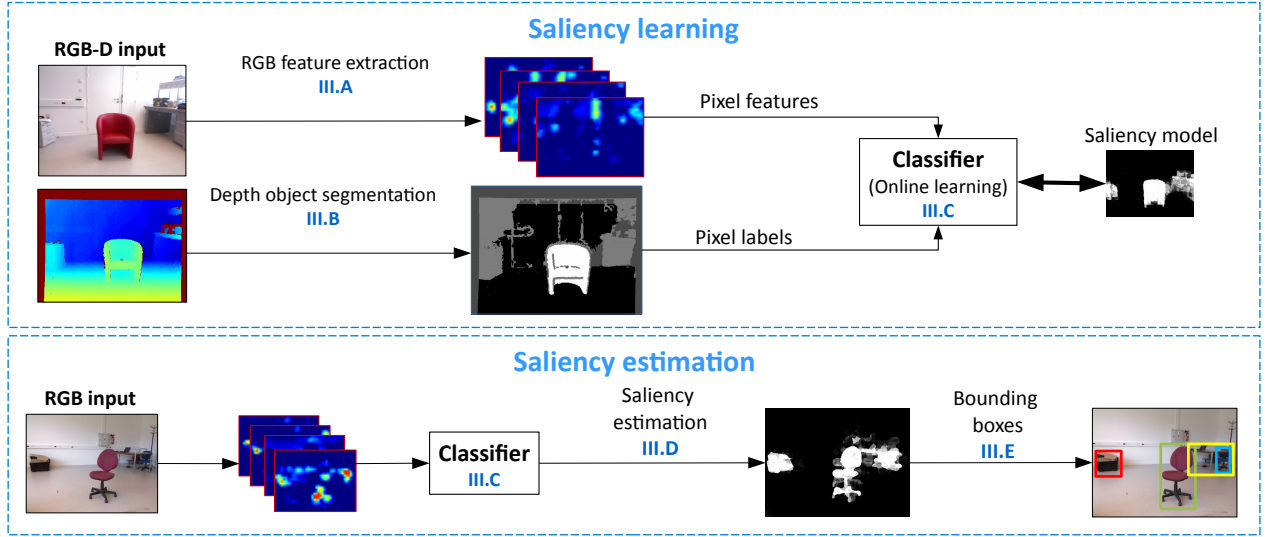 Saliency learning
RGB-D input
RGB feature extraction
III.A
Pixel features
Depth object segmentation
III.B
Pixel labels
Classifier
(Online learning)
III.C
Saliency model
Saliency estimation
RGB input
Classifier
III.C
Saliency
estimation
III.D
Bounding
boxes
III.E